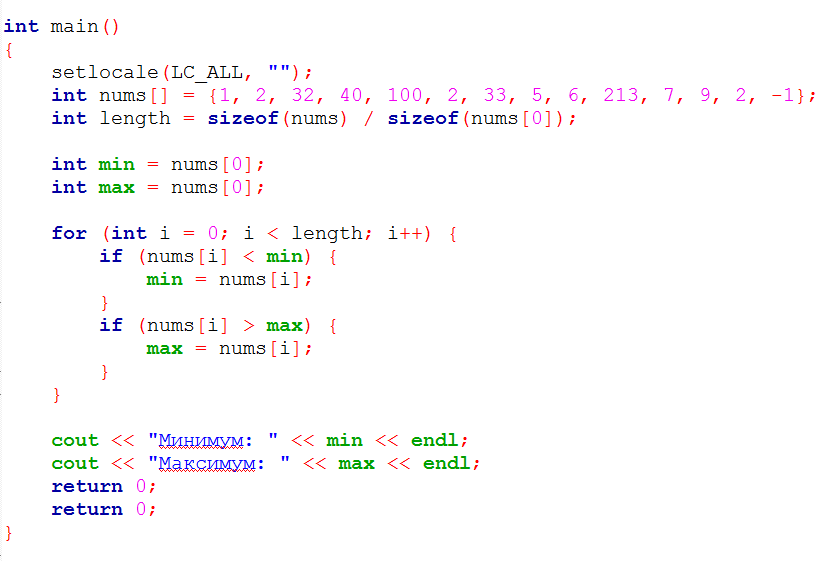 int main()
{
    setlocale(LC_ALL, "");
    int nums[] = {1, 2, 32, 40, 100, 2, 33, 5, 6, 213, 7, 9, 2, -1};
    int length = sizeof(nums) / sizeof(nums[0]);

    int min = nums[0];
    int max = nums[0];

    for (int i = 0; i < length; i++) {
        if (nums[i] < min) {
            min = nums[i];
        }
        if (nums[i] > max) {
            max = nums[i];
        }
    }

    cout << "Минимум: " << min << endl;
    cout << "Максимум: " << max << endl;
    return 0;
    return 0;
}